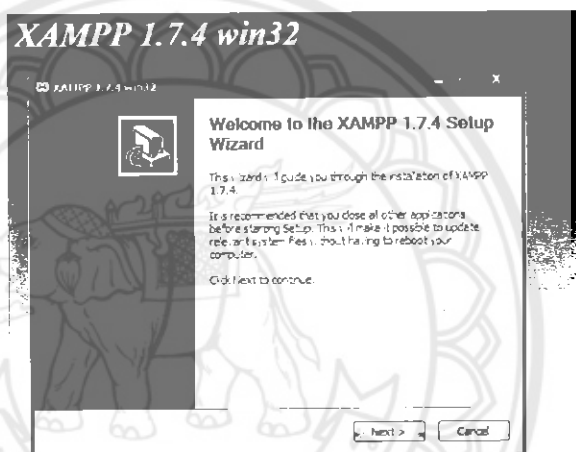 XAMPP 1.7.4 win32
XAMPP 1.7.4 win32
Welcome to the XAMPP 1.7.4 Setup
Wizard
This wizard will guide you through the installation of XAMPP
1.7.4.
It is recommended that you close all other applications
before starting Setup. This will make it possible to update
relevant system files without having to reboot your
computer.
Click Next to continue.
Next >
Cancel